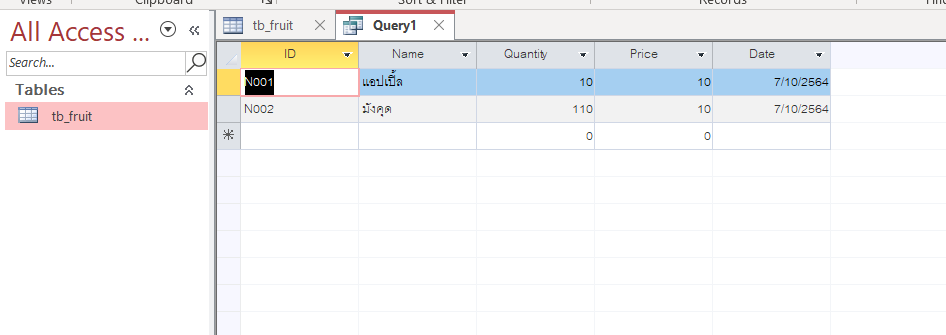 Views
Clipboard
Sort & Filter
Records
All Access ...
Search...
Tables
tb_fruit
tb_fruit
Query1
ID Name Quantity Price Date
N001 แอปเปิ้ล 10 10 7/10/2564
N002 มังคุด 110 10 7/10/2564
0 0